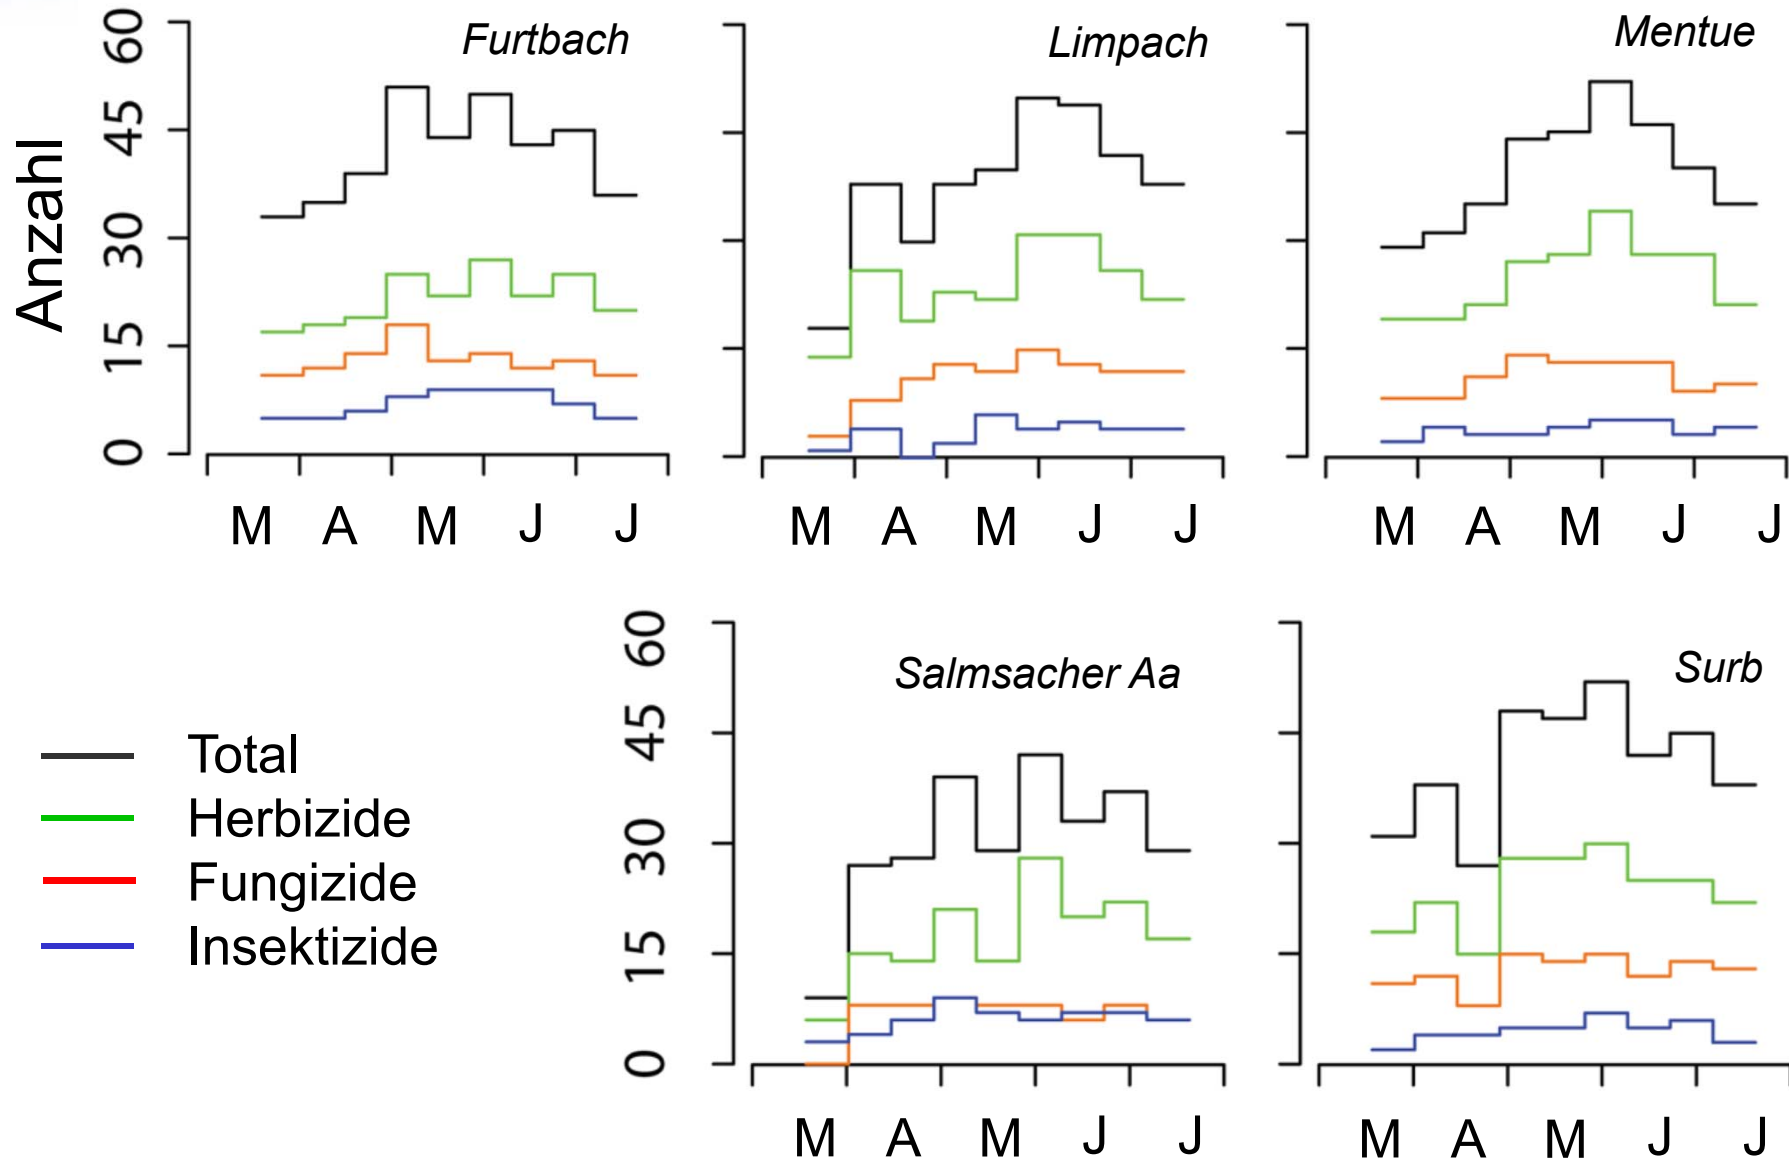 Furtbach
Limpach
Mentue
Anzahl
60
45
30
15
0
M A M J J
M A M J J
M A M J J
Salmsacher Aa
Surb
60
45
30
15
0
M A M J J
M A M J J
Total
Herbizide
Fungizide
Insektizide